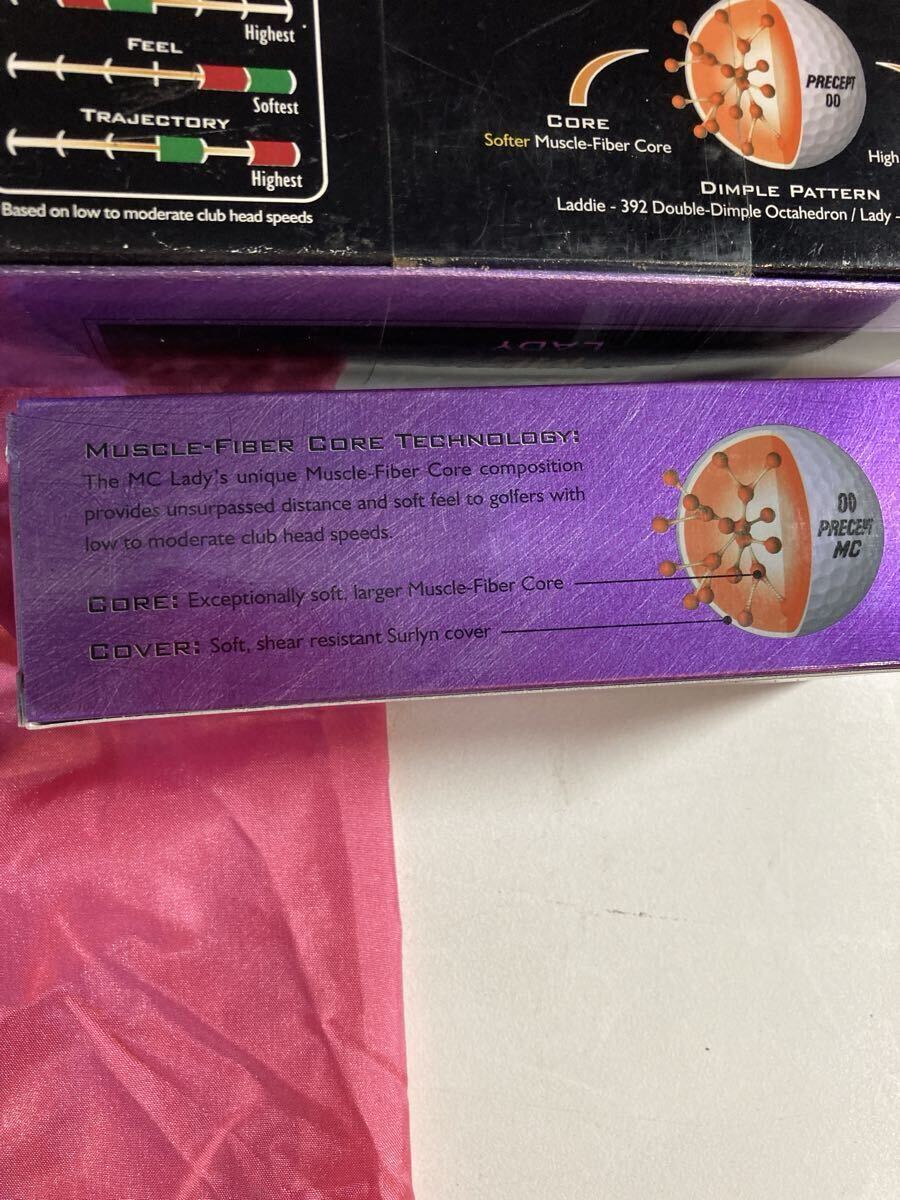 Highest
FEEL
Softest
TRAJECTORY
Highest
Based on low to moderate club head speeds
PRECEPT
00
CORE
Softer Muscle-Fiber Core
High
DIMPLE PATTERN
Laddie - 392 Double-Dimple Octahedron / Lady -
LADY
MUSCLE-FIBER CORE TECHNOLOGY:
The MC Lady's unique Muscle-Fiber Core composition
provides unsurpassed distance and soft feel to golfers with
low to moderate club head speeds.
CORE: Exceptionally soft, larger Muscle-Fiber Core
COVER: Soft, shear resistant Surlyn cover
00
PRECEPT
MC